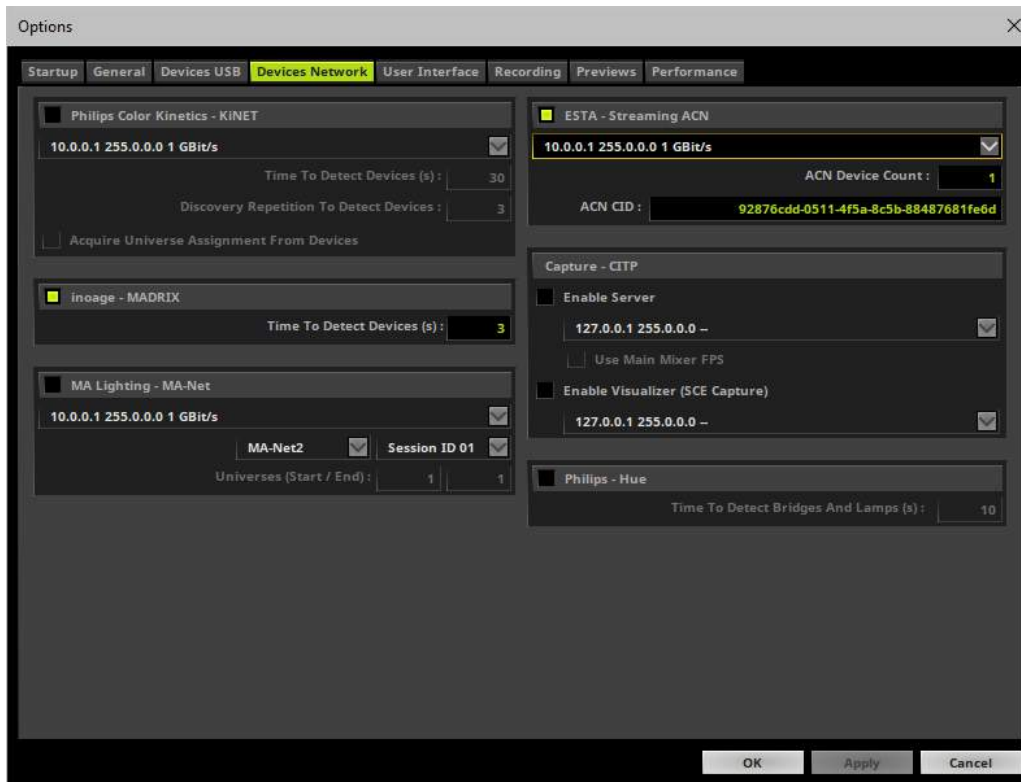 Options
Startup General Devices USB Devices Network User Interface Recording Previews Performance
Philips Color Kinetics - KiNET
10.0.0.1 255.0.0.0 1 GBit/s
Time To Detect Devices (s) : 30
Discovery Repetition To Detect Devices : 3
Acquire Universe Assignment From Devices
inoage - MADRIX
Time To Detect Devices (s) : 3
MA Lighting - MA-Net
10.0.0.1 255.0.0.0 1 GBit/s
MA-Net2 Session ID 01
Universes (Start / End) : 1 1
ESTA - Streaming ACN
10.0.0.1 255.0.0.0 1 GBit/s
ACN Device Count : 1
ACN CID : 92876cdd-0511-4f5a-8c5b-88487681fe6d
Capture - CITP
Enable Server
127.0.0.1 255.0.0.0 --
Use Main Mixer FPS
Enable Visualizer (SCE Capture)
127.0.0.1 255.0.0.0 --
Philips - Hue
Time To Detect Bridges And Lamps (s) : 10
OK Apply Cancel